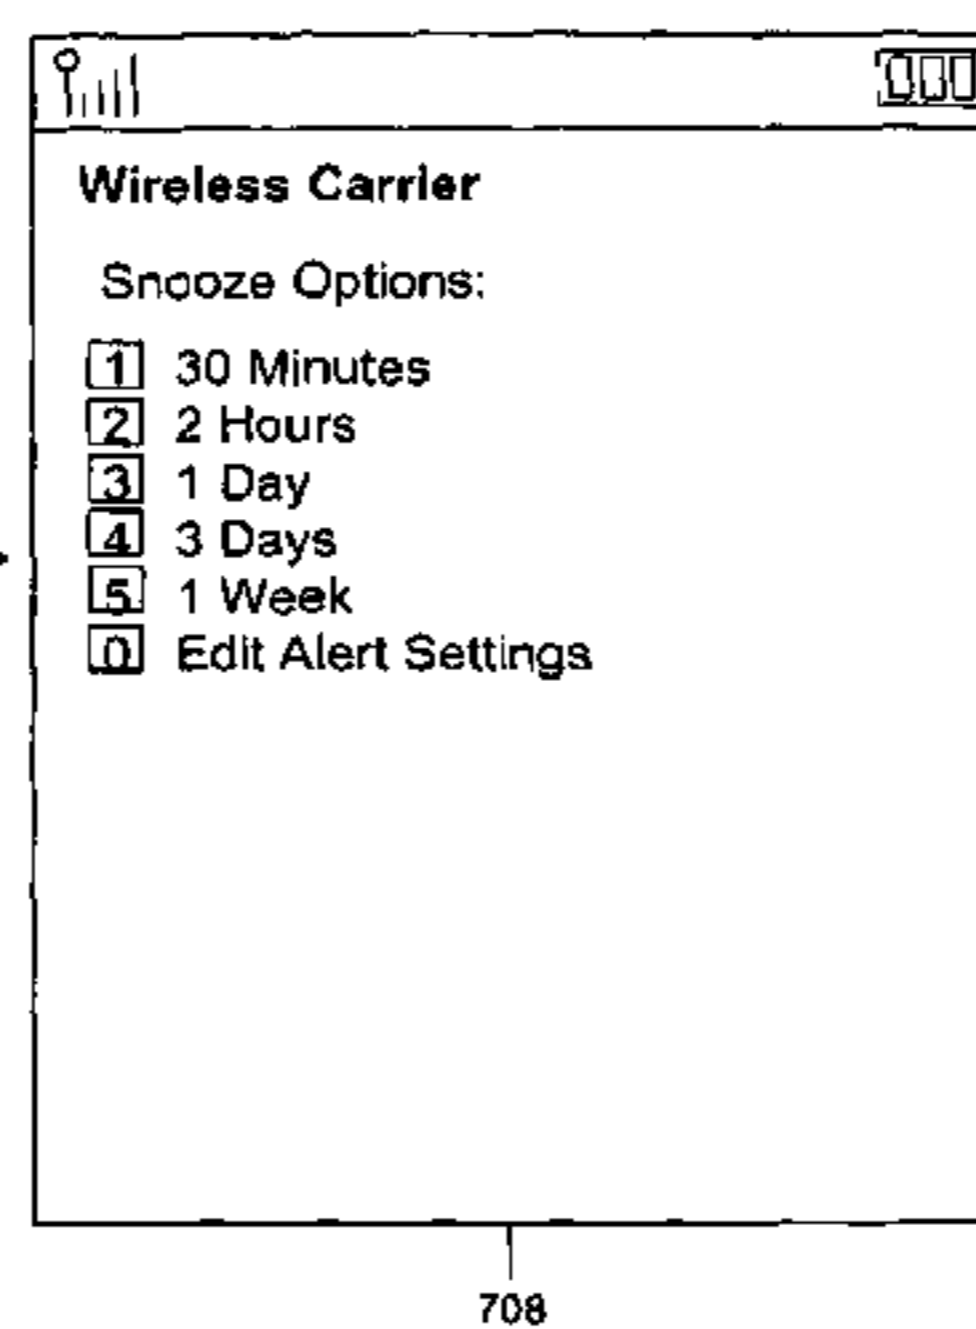 Wireless Carrier
Snooze Options:
1 30 Minutes
2 2 Hours
3 1 Day
4 3 Days
5 1 Week
0 Edit Alert Settings
708